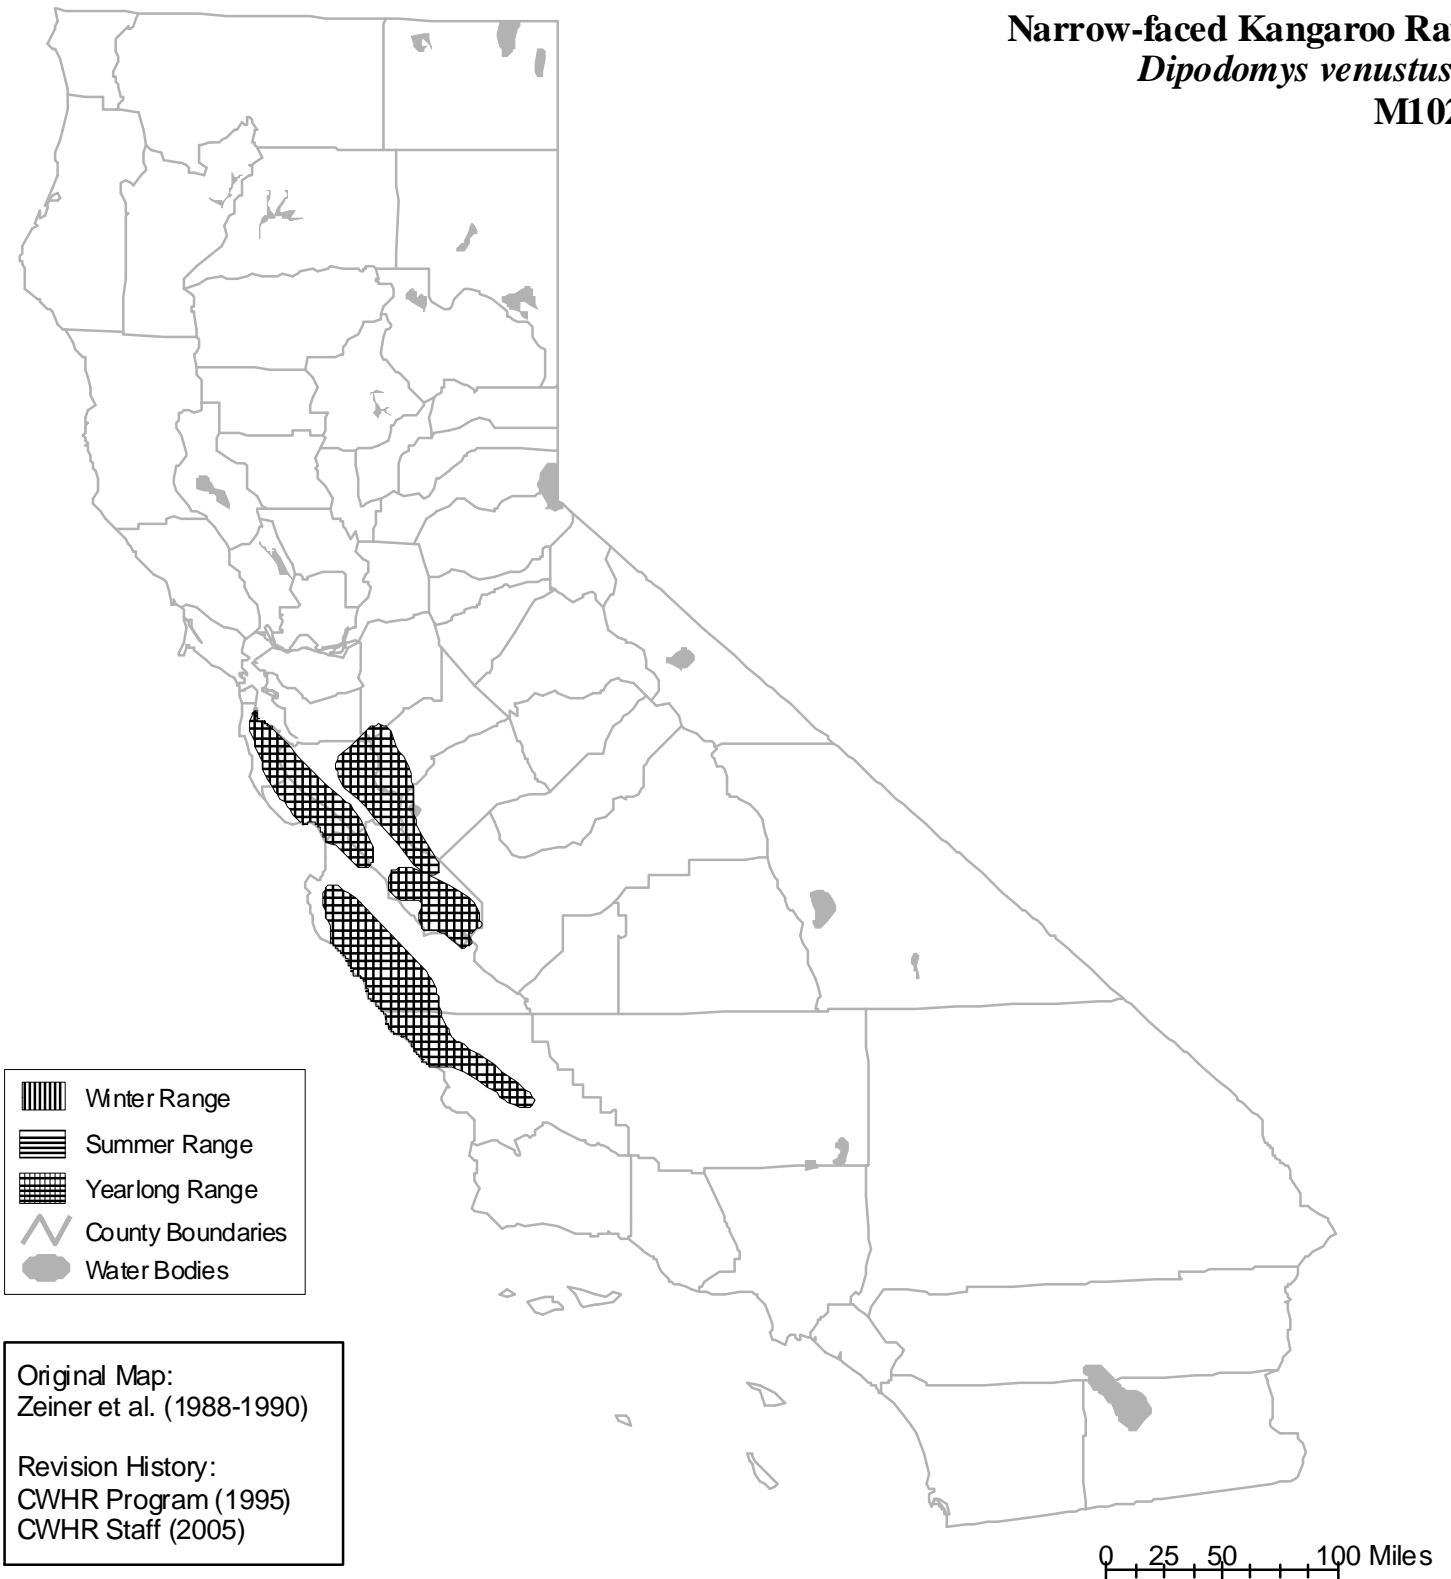 Narrow-faced Kangaroo Ra
Dipodomys venustus
M102
Winter Range
Summer Range
Yearlong Range
County Boundaries
Water Bodies
Original Map:
Zeiner et al. (1988-1990)
Revision History:
CWHR Program (1995)
CWHR Staff (2005)
0 25 50 100 Miles